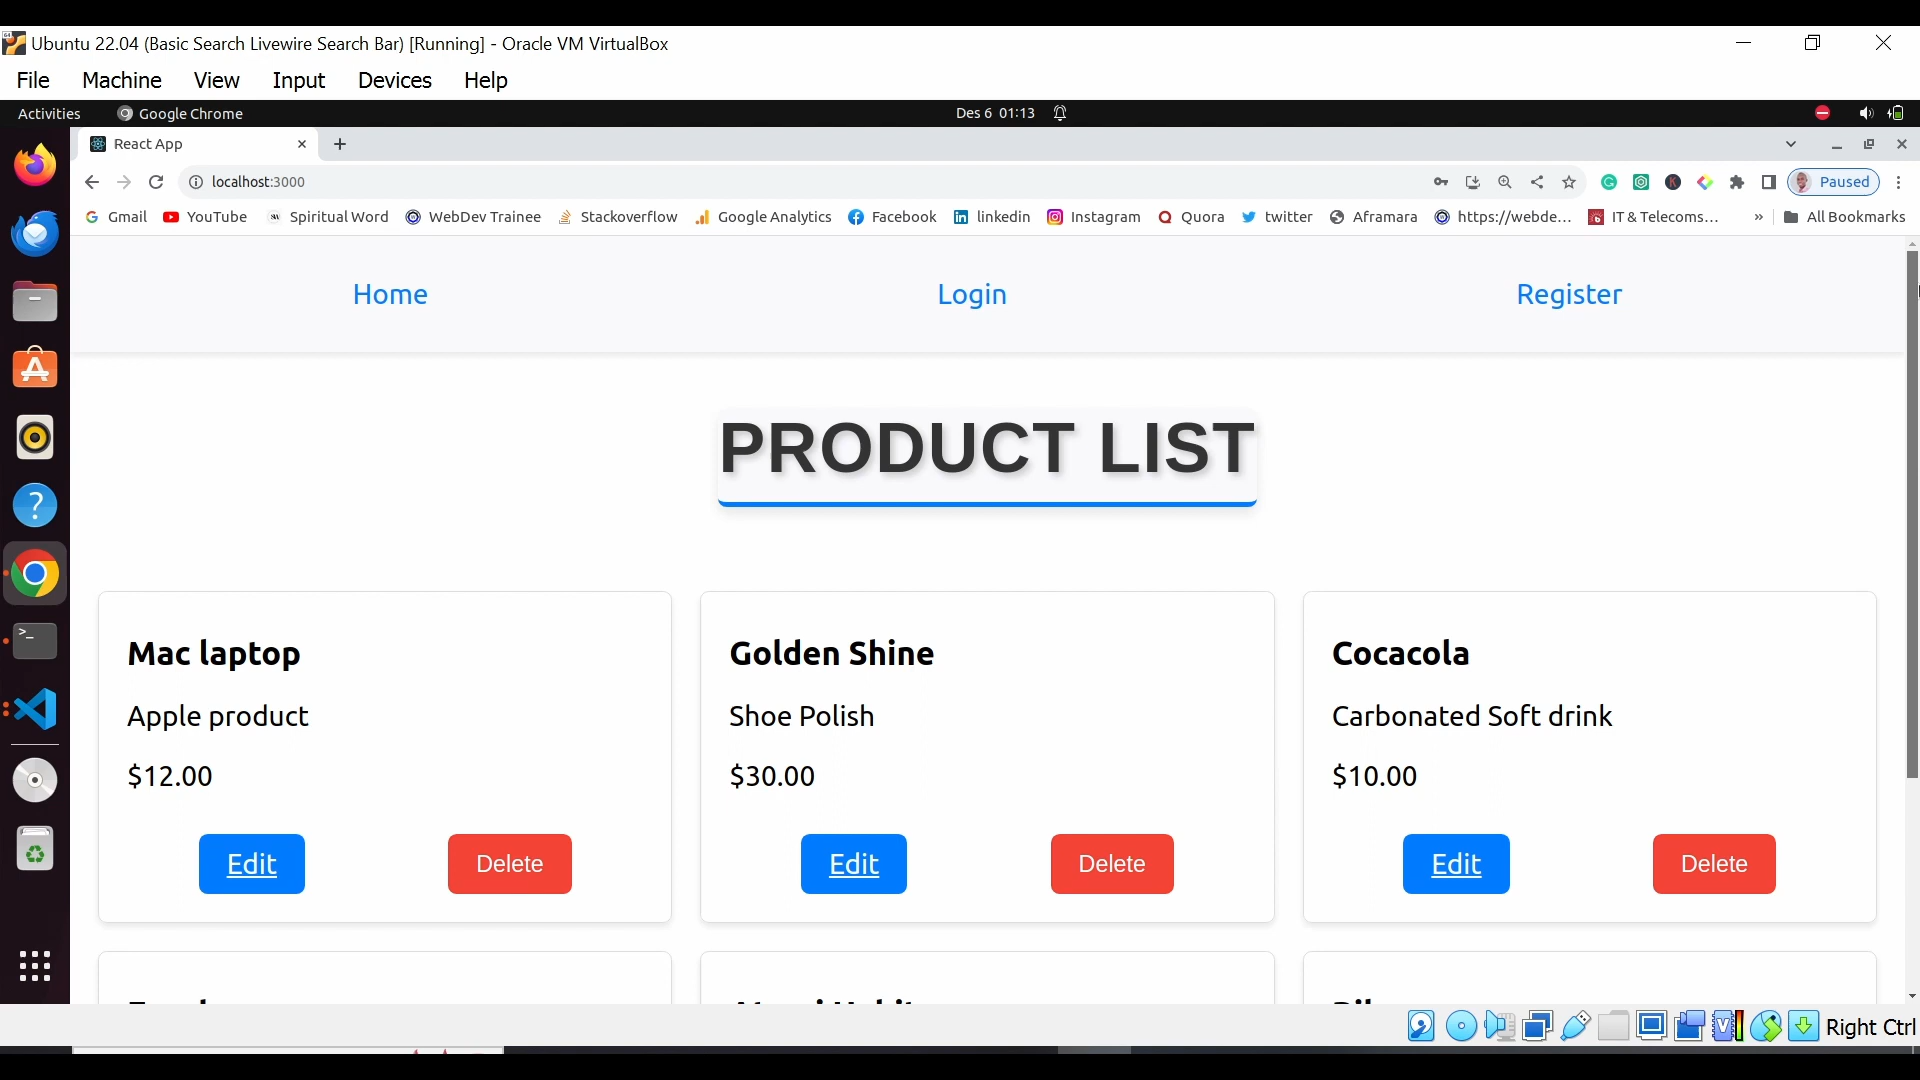 Ubuntu 22.04 (Basic Search Livewire Search Bar) [Running] - Oracle VM VirtualBox
File Machine View Input Devices Help
Activities Google Chrome Des 6 01:13
React App
localhost:3000 Paused
Gmail YouTube Spiritual Word WebDev Trainee Stackoverflow Google Analytics Facebook linkedin Instagram Quora twitter Aframara https://webde... IT & Telecoms... » All Bookmarks
Home Login Register
PRODUCT LIST
Mac laptop Golden Shine Cocacola
Apple product Shoe Polish Carbonated Soft drink
$12.00 $30.00 $10.00
Edit Delete Edit Delete Edit Delete
Right Ctrl